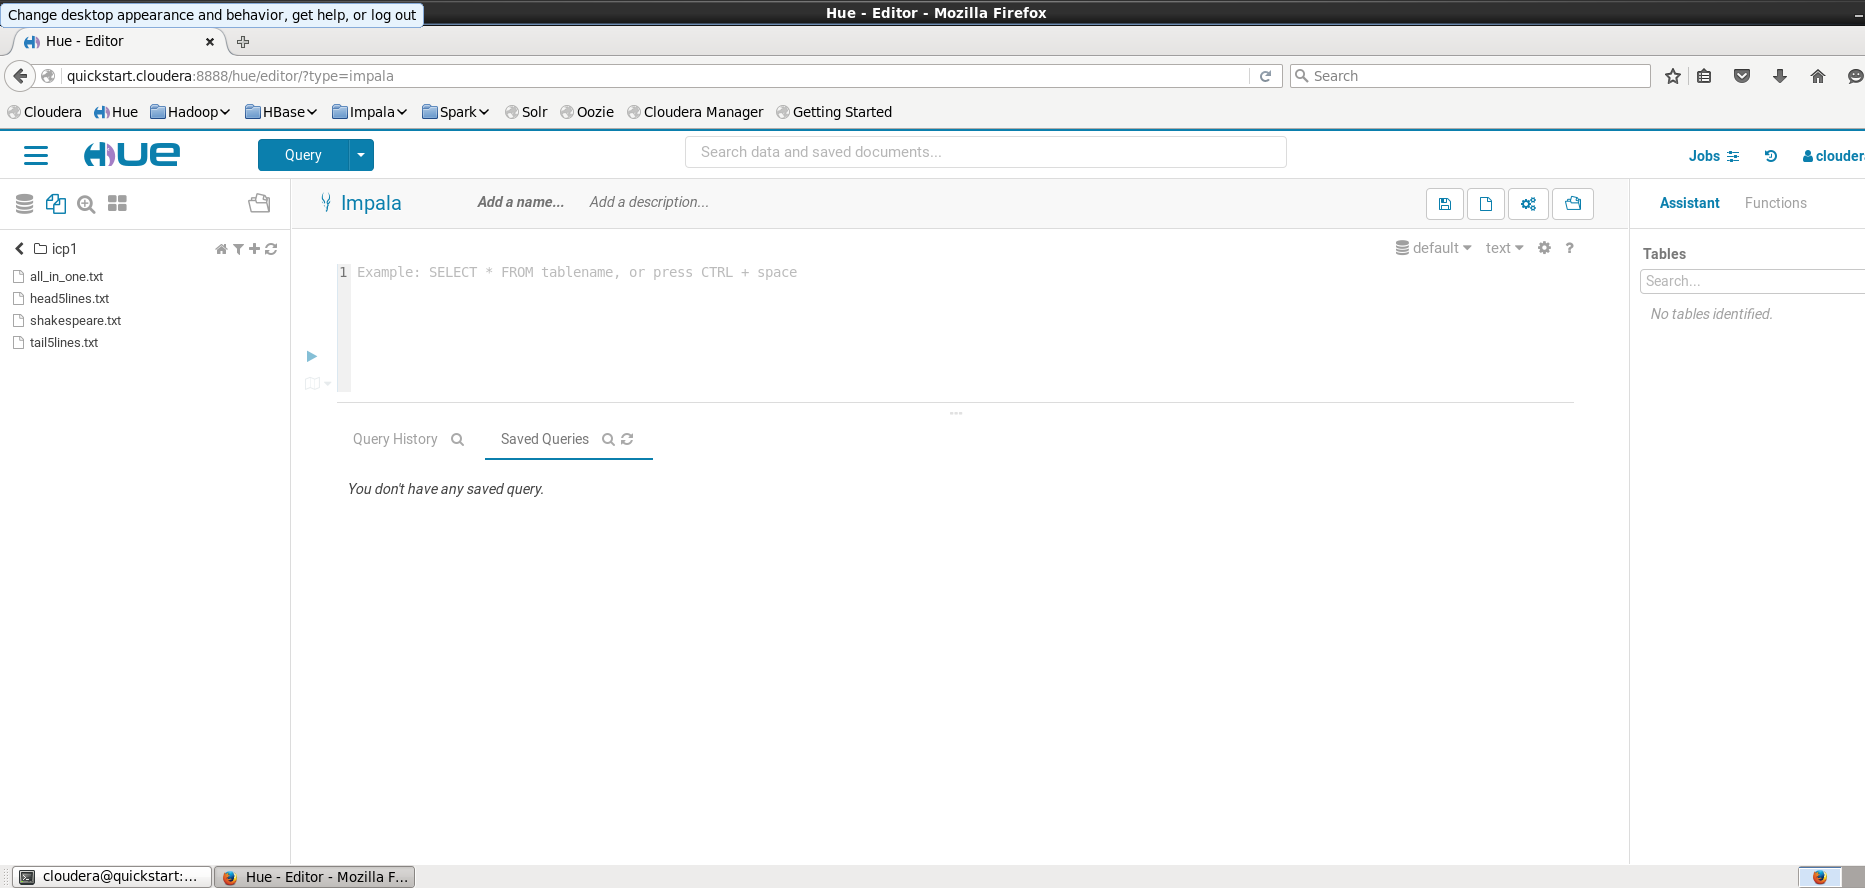 Change desktop appearance and behavior, get help, or log out
Hue - Editor - Mozilla Firefox
Hue - Editor
quickstart.cloudera:8888/hue/editor/?type=impala
Search
Cloudera Hue Hadoop HBase Impala Spark Solr Oozie Cloudera Manager Getting Started
HUE
Query
Search data and saved documents...
Jobs
clouder
Impala
Add a name...
Add a description...
Assistant
Functions
icp1
default
text
?
Tables
Search...
No tables identified.
all_in_one.txt
head5lines.txt
shakespeare.txt
tail5lines.txt
1
Example: SELECT * FROM tablename, or press CTRL + space
Query History
Saved Queries
You don't have any saved query.
cloudera@quickstart:...
Hue - Editor - Mozilla F...